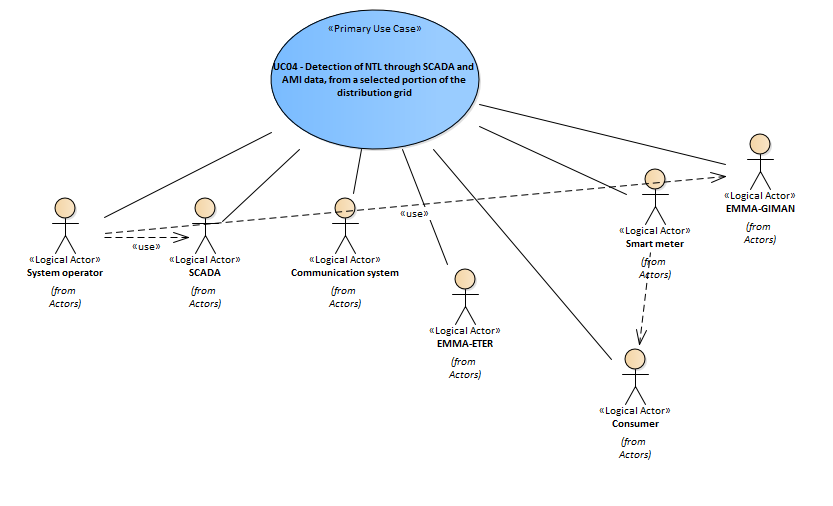 «Primary Use Case»
UC04 - Detection of NTL through SCADA and
AMI data, from a selected portion of the
distribution grid
«Logical Actor»
EMMA-GIMAN
(from
Actors)
«use»
«Logical Actor»
Smart meter
(from
Actors)
«use»
«Logical Actor»
System operator
(from
Actors)
«Logical Actor»
SCADA
(from
Actors)
«Logical Actor»
Communication system
(from
Actors)
«Logical Actor»
EMMA-ETER
(from
Actors)
«Logical Actor»
Consumer
(from
Actors)